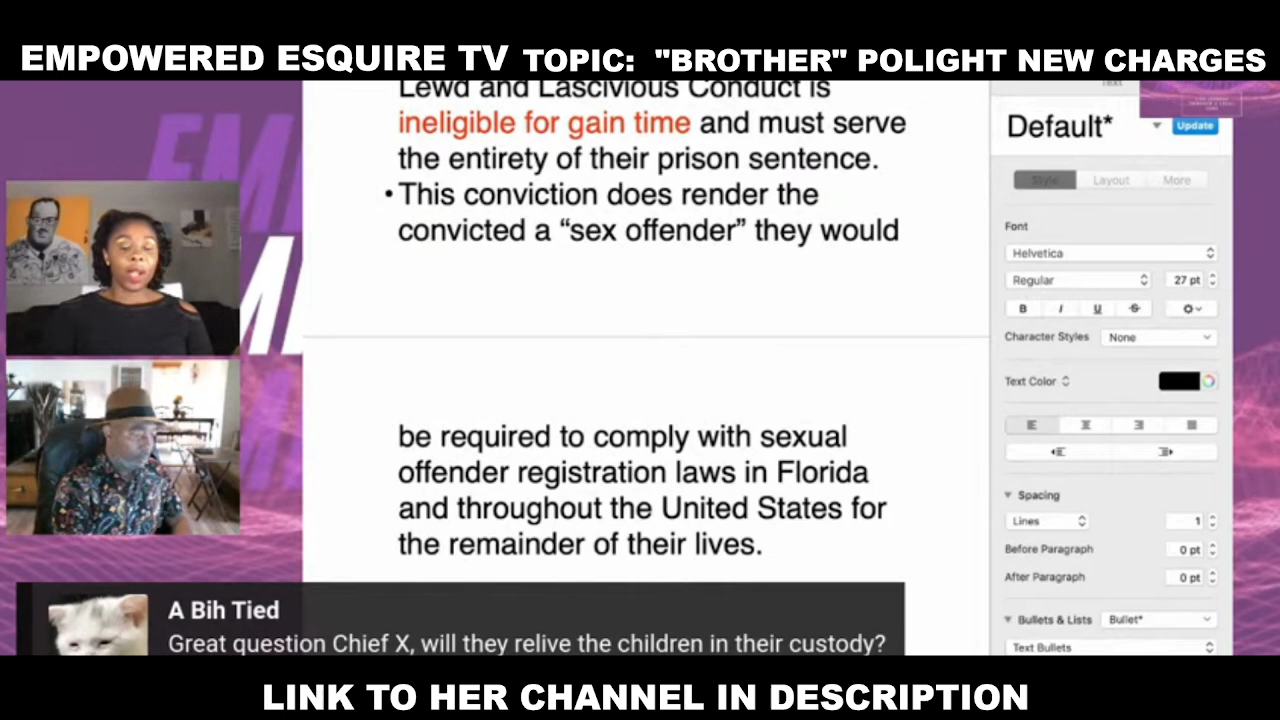 EMPOWERED ESQUIRE TV TOPIC: "BROTHER" POLIGHT NEW CHARGES
Lewd and Lascivious Conduct is
ineligible for gain time and must serve
the entirety of their prison sentence.
• This conviction does render the
convicted a “sex offender” they would
be required to comply with sexual
offender registration laws in Florida
and throughout the United States for
the remainder of their lives.
Text
Default*
Update
Style Layout More
Font
Helvetica
Regular 27 pt
B I U S
Character Styles None
Text Color
Spacing
Lines 1
Before Paragraph 0 pt
After Paragraph 0 pt
Bullets & Lists Bullet*
Text Bullets
A Bih Tied
Great question Chief X, will they relive the children in their custody?
LINK TO HER CHANNEL IN DESCRIPTION